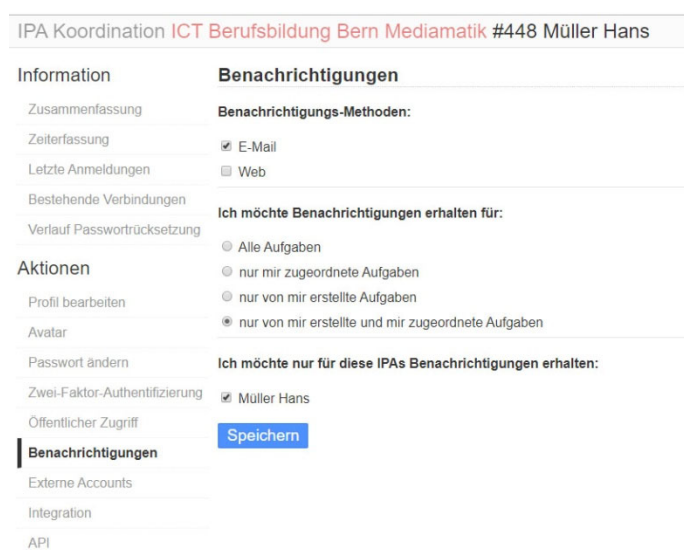 IPA Koordination ICT Berufsbildung Bern Mediamatik #448 Müller Hans
Information
Zusammenfassung
Zeiterfassung
Letzte Anmeldungen
Bestehende Verbindungen
Verlauf Passwortrücksetzung
Aktionen
Profil bearbeiten
Avatar
Passwort ändern
Zwei-Faktor-Authentifizierung
Öffentlicher Zugriff
Benachrichtigungen
Externe Accounts
Integration
API
Benachrichtigungen
Benachrichtigungs-Methoden:
E-Mail
Web
Ich möchte Benachrichtigungen erhalten für:
Alle Aufgaben
nur mir zugeordnete Aufgaben
nur von mir erstellte Aufgaben
nur von mir erstellte und mir zugeordnete Aufgaben
Ich möchte nur für diese IPAs Benachrichtigungen erhalten:
Müller Hans
Speichern